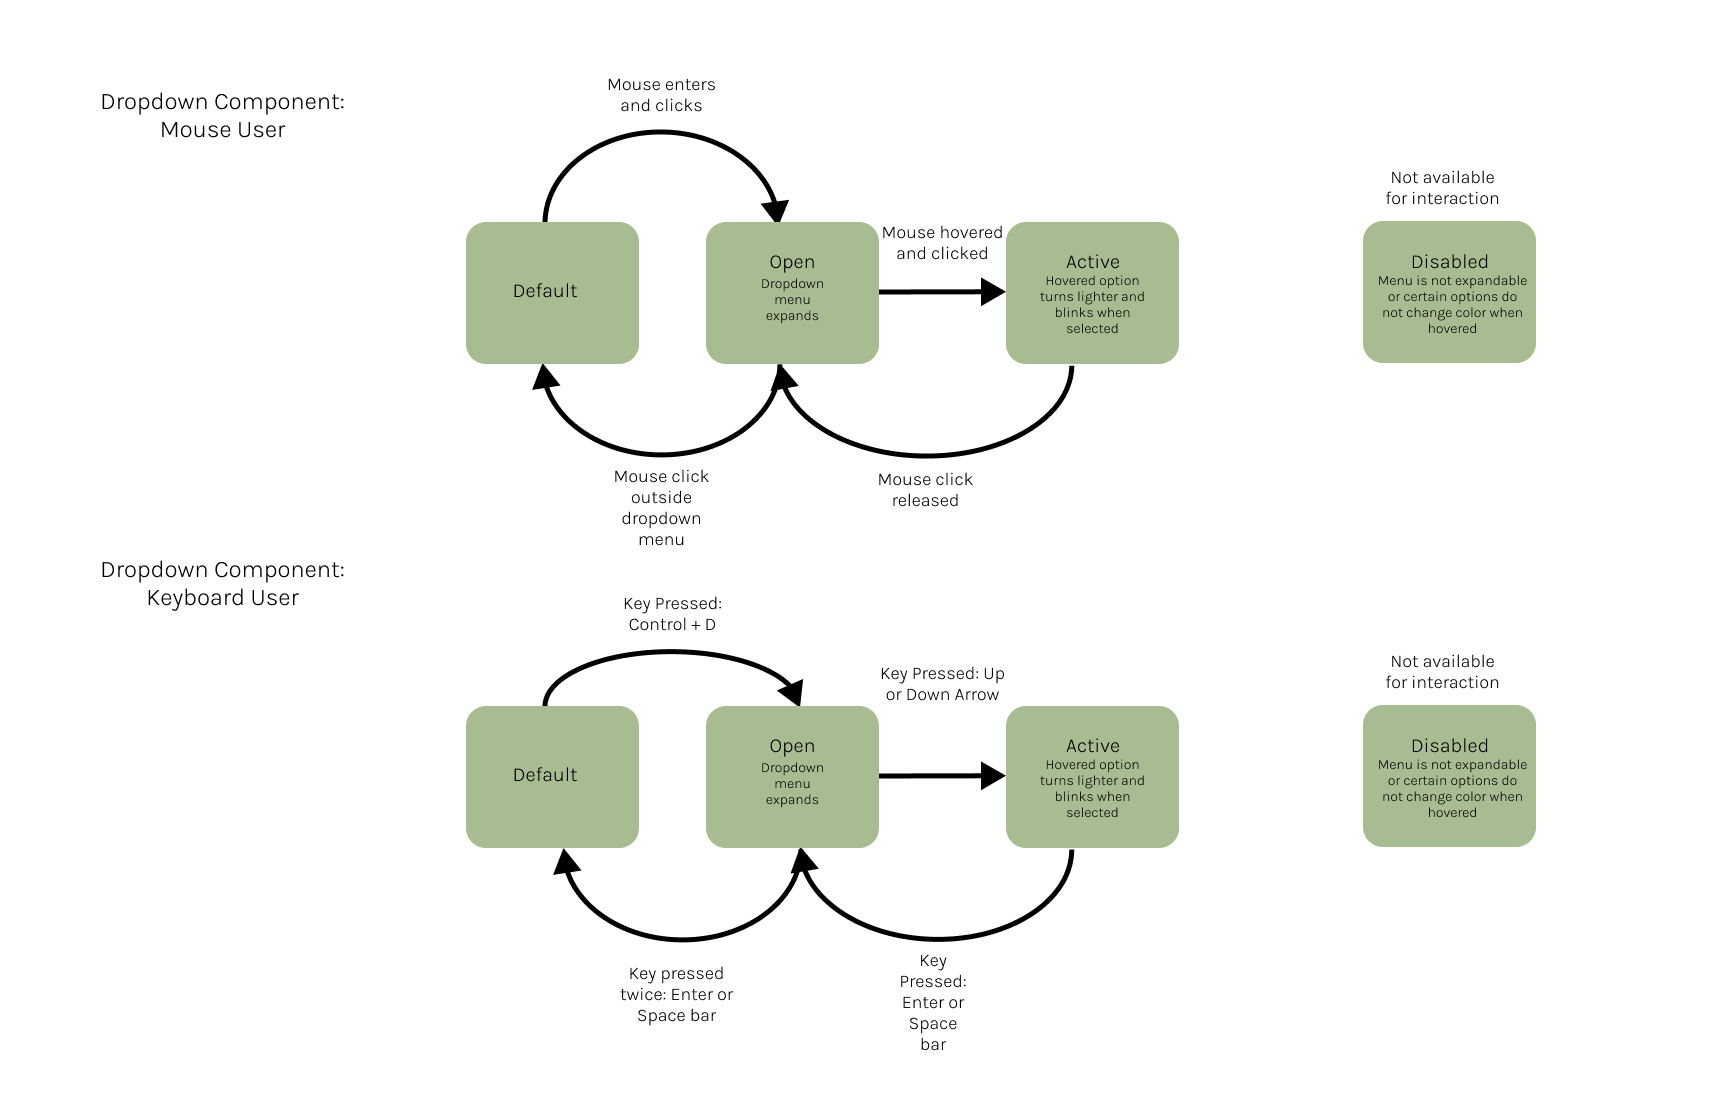 Dropdown Component:
Mouse User
Mouse enters
and clicks
Default
Open
Dropdown
menu
expands
Mouse hovered
and clicked
Active
Hovered option
turns lighter and
blinks when
selected
Not available
for interaction
Disabled
Menu is not expandable
or certain options do
not change color when
hovered
Mouse click
outside
dropdown
menu
Mouse click
released
Dropdown Component:
Keyboard User
Key Pressed:
Control + D
Default
Open
Dropdown
menu
expands
Key Pressed: Up
or Down Arrow
Active
Hovered option
turns lighter and
blinks when
selected
Not available
for interaction
Disabled
Menu is not expandable
or certain options do
not change color when
hovered
Key pressed
twice: Enter or
Space bar
Key
Pressed:
Enter or
Space
bar